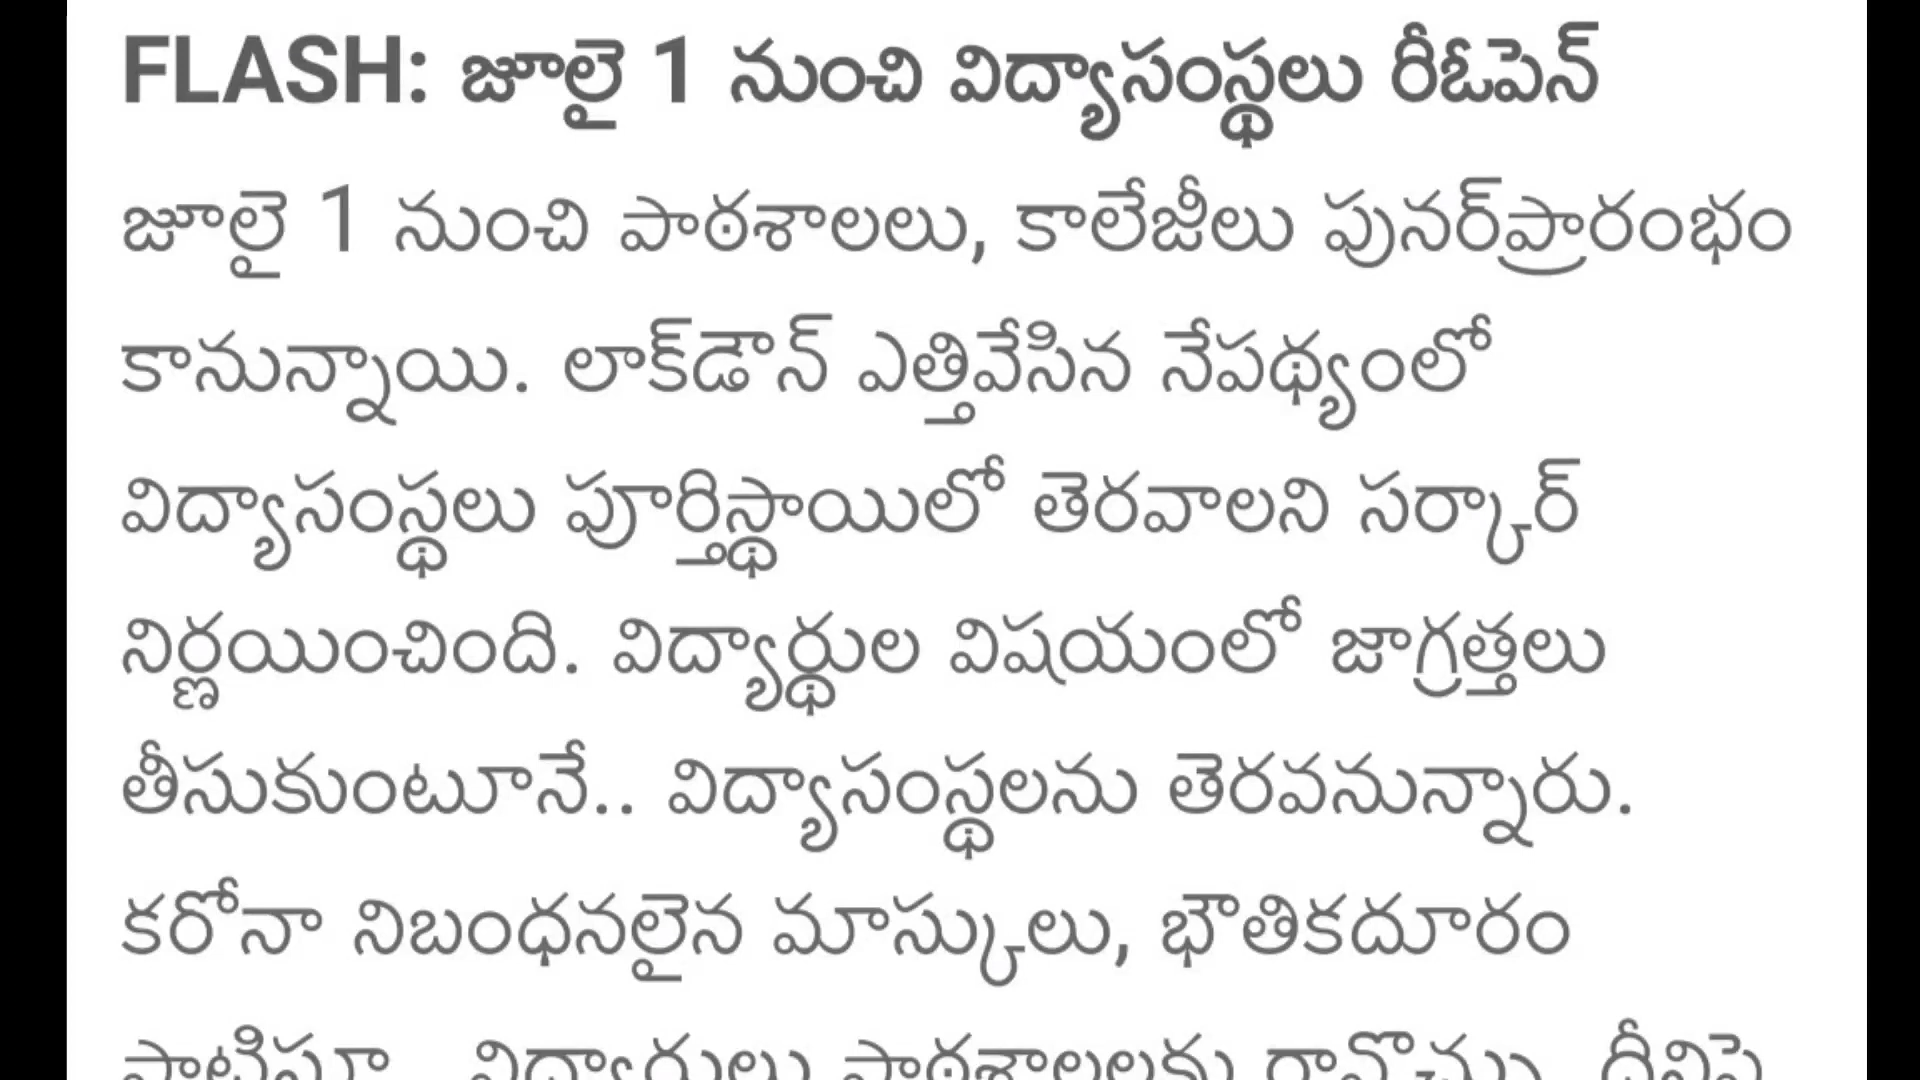 FLASH: జూలై 1 నుంచి విద్యాసంస్థలు రీఓపెన్
జూలై 1 నుంచి పాఠశాలలు, కాలేజీలు పునర్‌ప్రారంభం
కానున్నాయి. లాక్‌డౌన్ ఎత్తివేసిన నేపథ్యంలో
విద్యాసంస్థలు పూర్తిస్థాయిలో తెరవాలని సర్కార్
నిర్ణయించింది. విద్యార్థుల విషయంలో జాగ్రత్తలు
తీసుకుంటూనే.. విద్యాసంస్థలను తెరవనున్నారు.
కరోనా నిబంధనలైన మాస్కులు, భౌతికదూరం